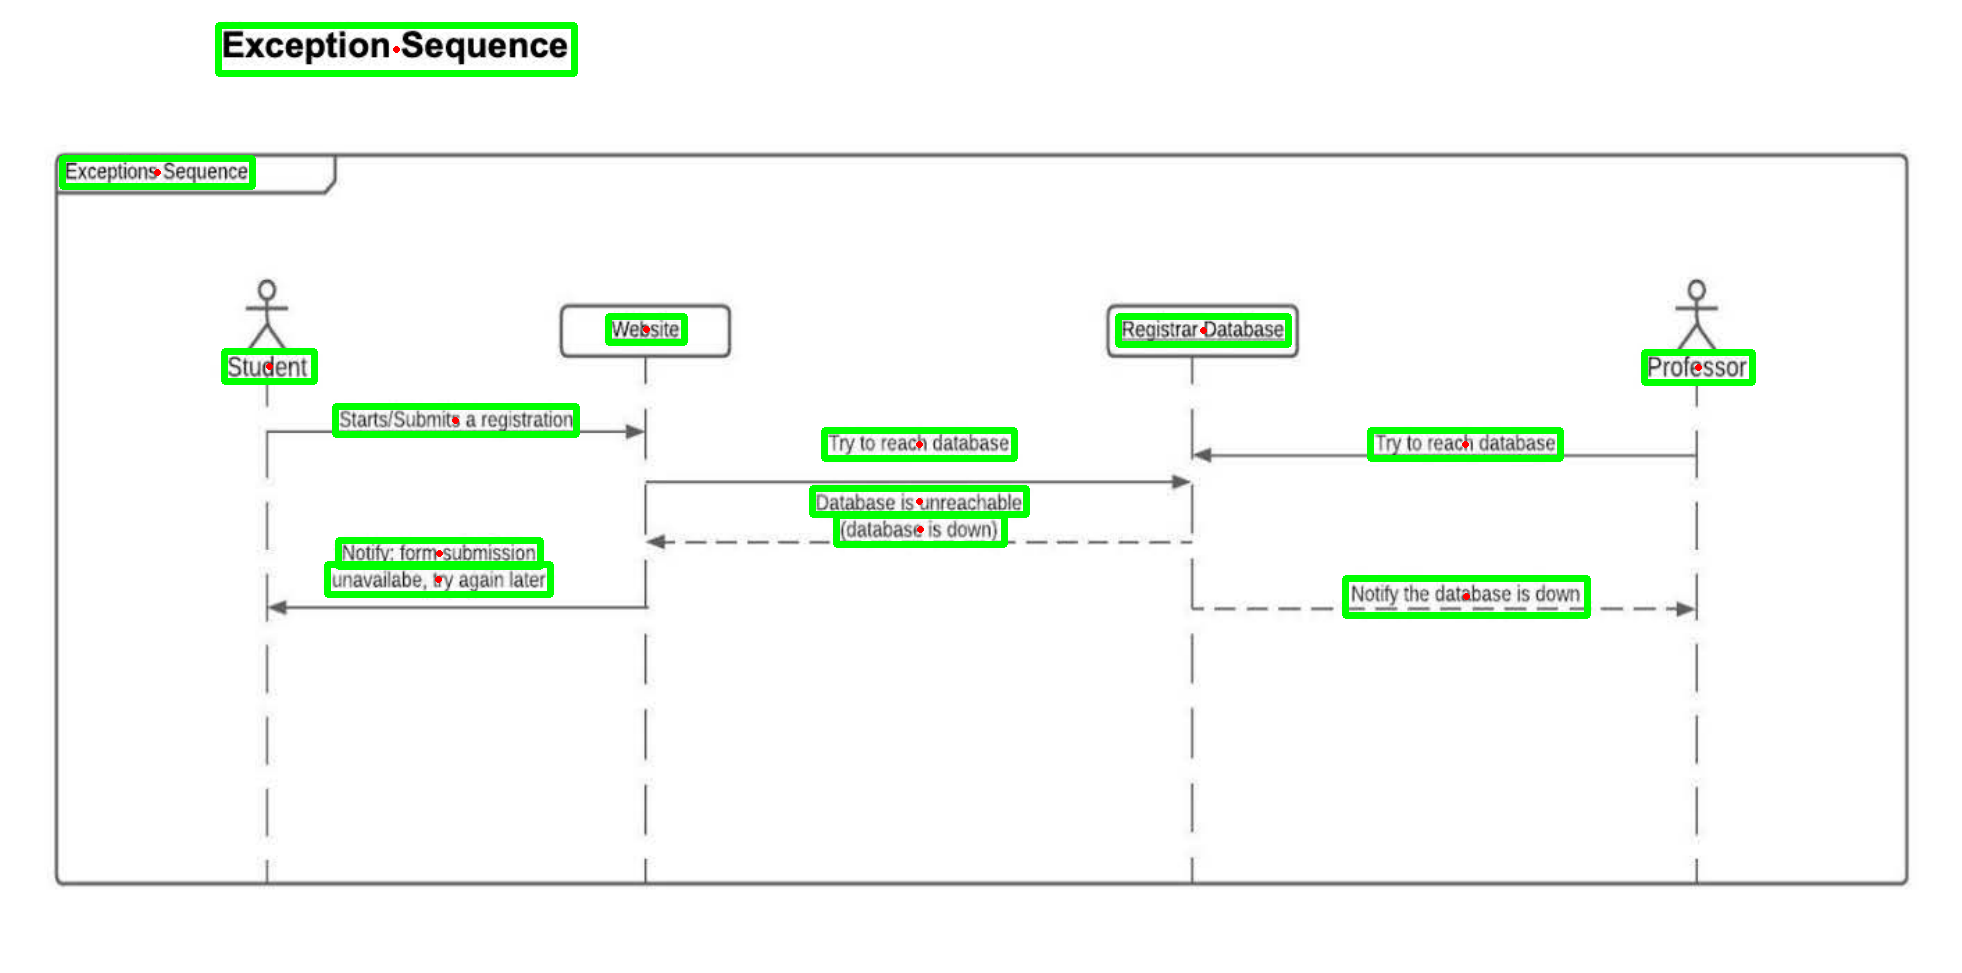 Exception Sequence
Exceptions Sequence
Student
Website
Registrar Database
Professor
Starts/Submits a registration
Try to reach database
Try to reach database
Database is unreachable
(database is down)
Notify: form submission
unavailabe, try again later
Notify the database is down